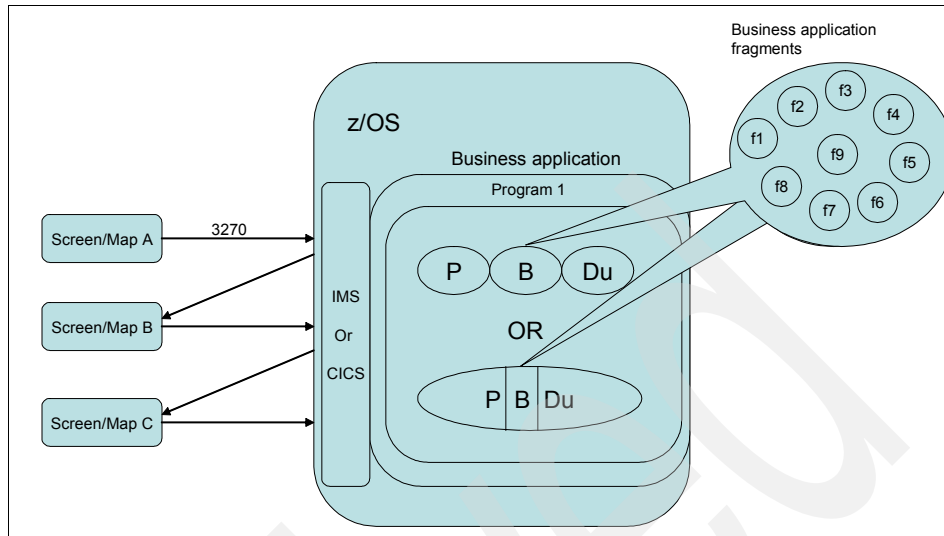 Business application
fragments
f1
f2
f3
f4
f5
f6
f7
f8
f9
z/OS
Business application
Program 1
Screen/Map A
3270
Screen/Map B
Screen/Map C
IMS
Or
CICS
P
B
Du
OR
P B Du